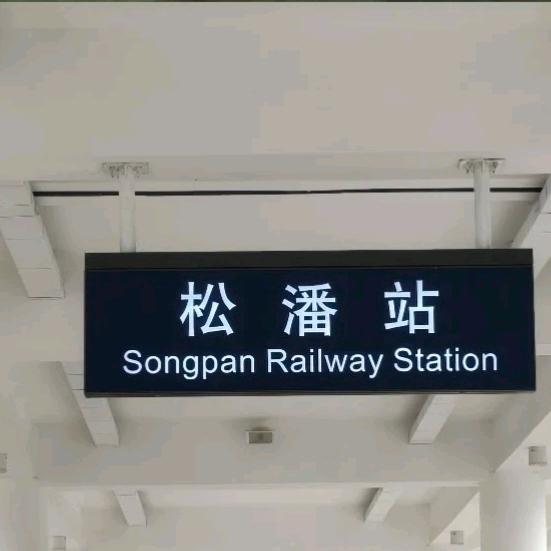 松潘站
Songpan Railway Station